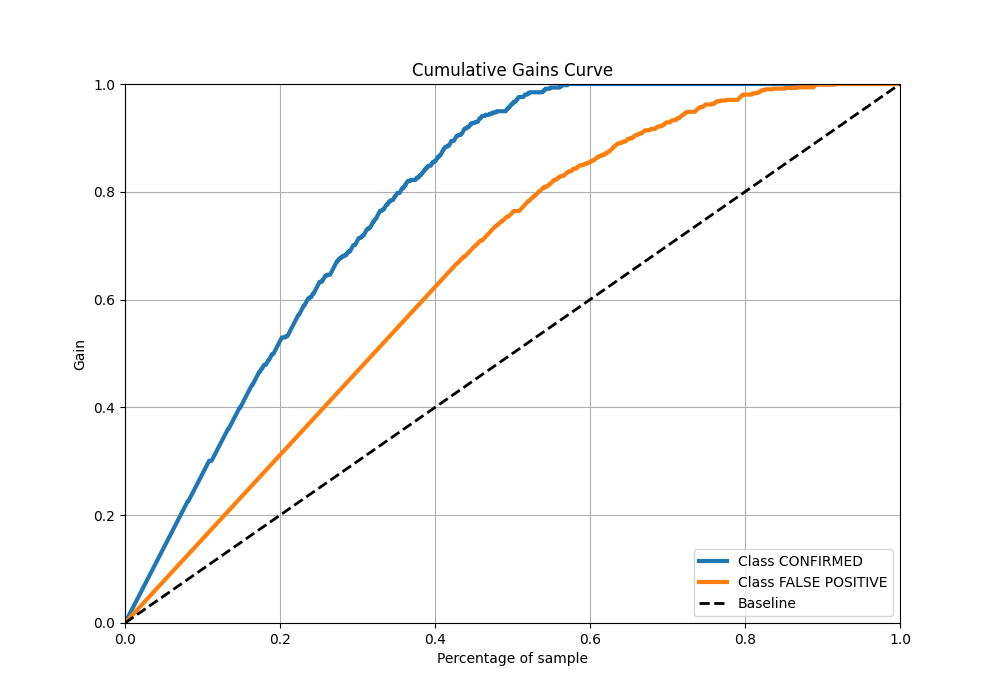 Cumulative Gains Curve
1.0
0.8
0.6
0.4
0.2
0.0
Gain
0.0 0.2 0.4 0.6 0.8 1.0
Percentage of sample
Class CONFIRMED
Class FALSE POSITIVE
Baseline